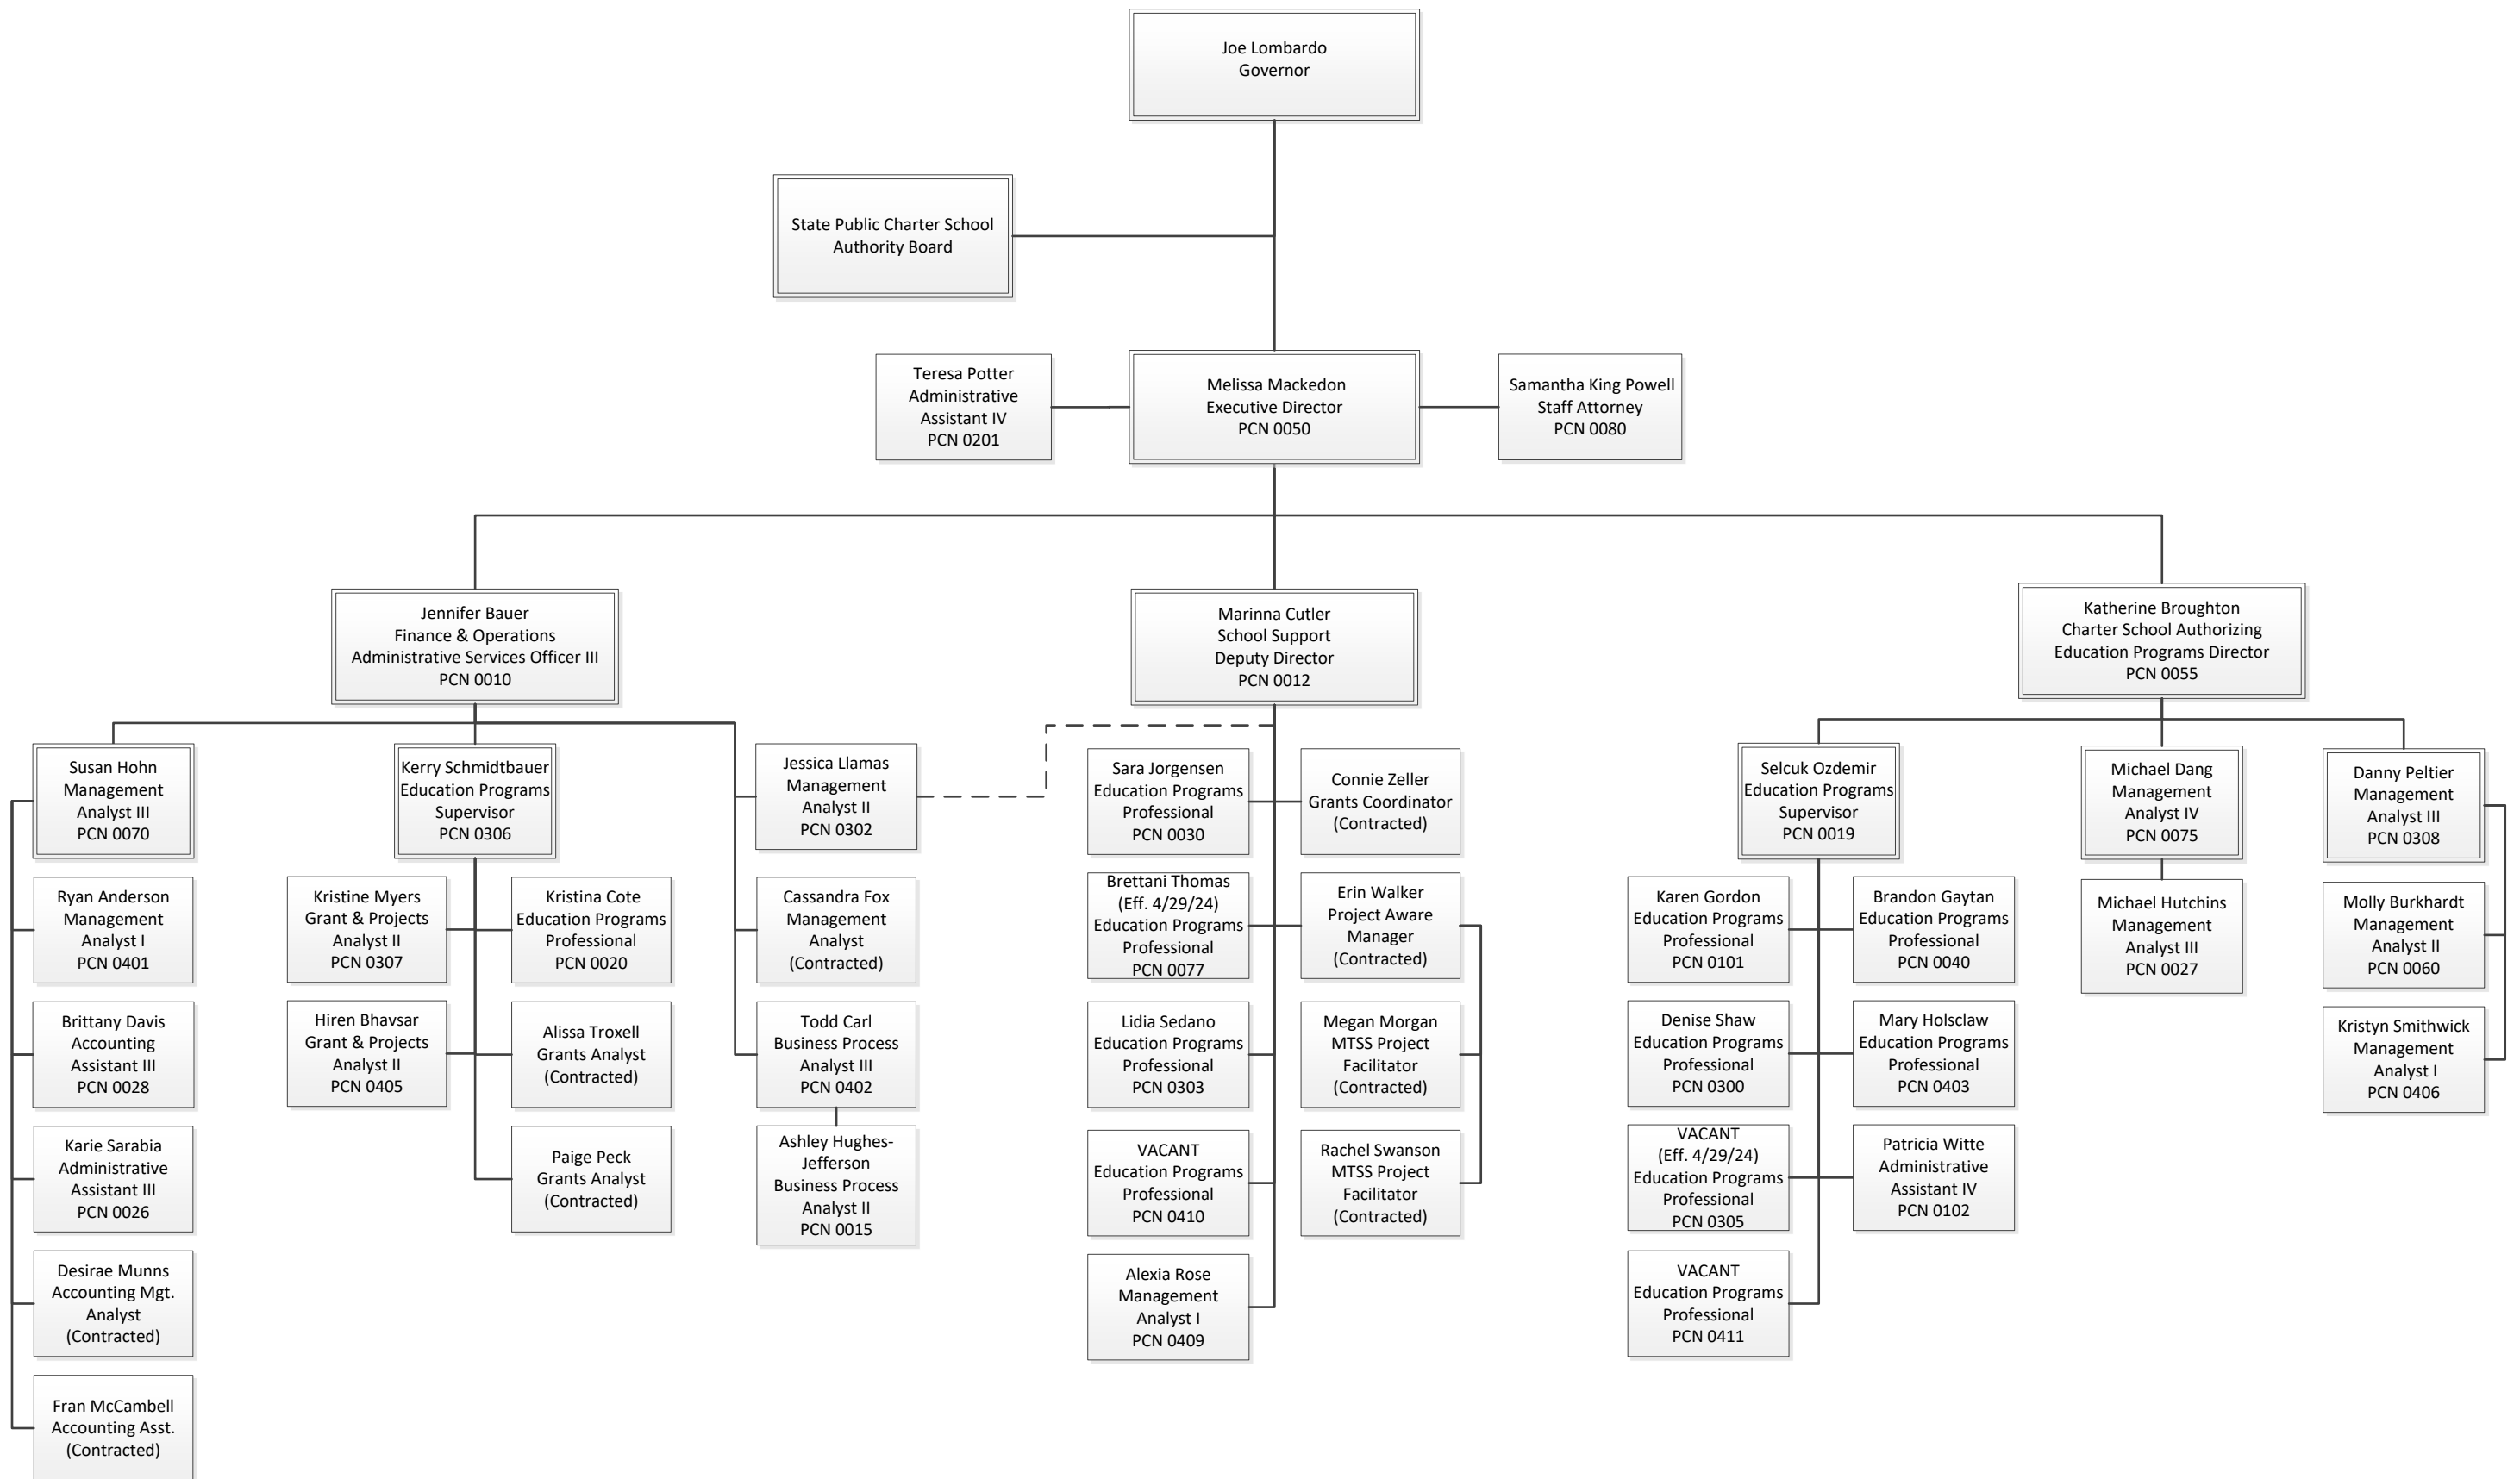 Joe Lombardo
Governor
State Public Charter School
Authority Board
Teresa Potter
Administrative
Assistant IV
PCN 0201
Melissa Mackedon
Executive Director
PCN 0050
Samantha King Powell
Staff Attorney
PCN 0080
Jennifer Bauer
Finance & Operations
Administrative Services Officer III
PCN 0010
Marinna Cutler
School Support
Deputy Director
PCN 0012
Katherine Broughton
Charter School Authorizing
Education Programs Director
PCN 0055
Susan Hohn
Management
Analyst III
PCN 0070
Ryan Anderson
Management
Analyst I
PCN 0401
Brittany Davis
Accounting
Assistant III
PCN 0028
Karie Sarabia
Administrative
Assistant III
PCN 0026
Desirae Munns
Accounting Mgt.
Analyst
(Contracted)
Fran McCambell
Accounting Asst.
(Contracted)
Kerry Schmidtbauer
Education Programs
Supervisor
PCN 0306
Kristine Myers
Grant & Projects
Analyst II
PCN 0307
Hiren Bhavsar
Grant & Projects
Analyst II
PCN 0405
Kristina Cote
Education Programs
Professional
PCN 0020
Alissa Troxell
Grants Analyst
(Contracted)
Paige Peck
Grants Analyst
(Contracted)
Jessica Llamas
Management
Analyst II
PCN 0302
Cassandra Fox
Management
Analyst
(Contracted)
Todd Carl
Business Process
Analyst III
PCN 0402
Ashley Hughes-
Jefferson
Business Process
Analyst II
PCN 0015
Sara Jorgensen
Education Programs
Professional
PCN 0030
Brettani Thomas
(Eff. 4/29/24)
Education Programs
Professional
PCN 0077
Lidia Sedano
Education Programs
Professional
PCN 0303
VACANT
Education Programs
Professional
PCN 0410
Alexia Rose
Management
Analyst I
PCN 0409
Connie Zeller
Grants Coordinator
(Contracted)
Erin Walker
Project Aware
Manager
(Contracted)
Megan Morgan
MTSS Project
Facilitator
(Contracted)
Rachel Swanson
MTSS Project
Facilitator
(Contracted)
Selcuk Ozdemir
Education Programs
Supervisor
PCN 0019
Karen Gordon
Education Programs
Professional
PCN 0101
Denise Shaw
Education Programs
Professional
PCN 0300
VACANT
(Eff. 4/29/24)
Education Programs
Professional
PCN 0305
VACANT
Education Programs
Professional
PCN 0411
Brandon Gaytan
Education Programs
Professional
PCN 0040
Mary Holsclaw
Education Programs
Professional
PCN 0403
Patricia Witte
Administrative
Assistant IV
PCN 0102
Michael Dang
Management
Analyst IV
PCN 0075
Michael Hutchins
Management
Analyst III
PCN 0027
Danny Peltier
Management
Analyst III
PCN 0308
Molly Burkhardt
Management
Analyst II
PCN 0060
Kristyn Smithwick
Management
Analyst I
PCN 0406